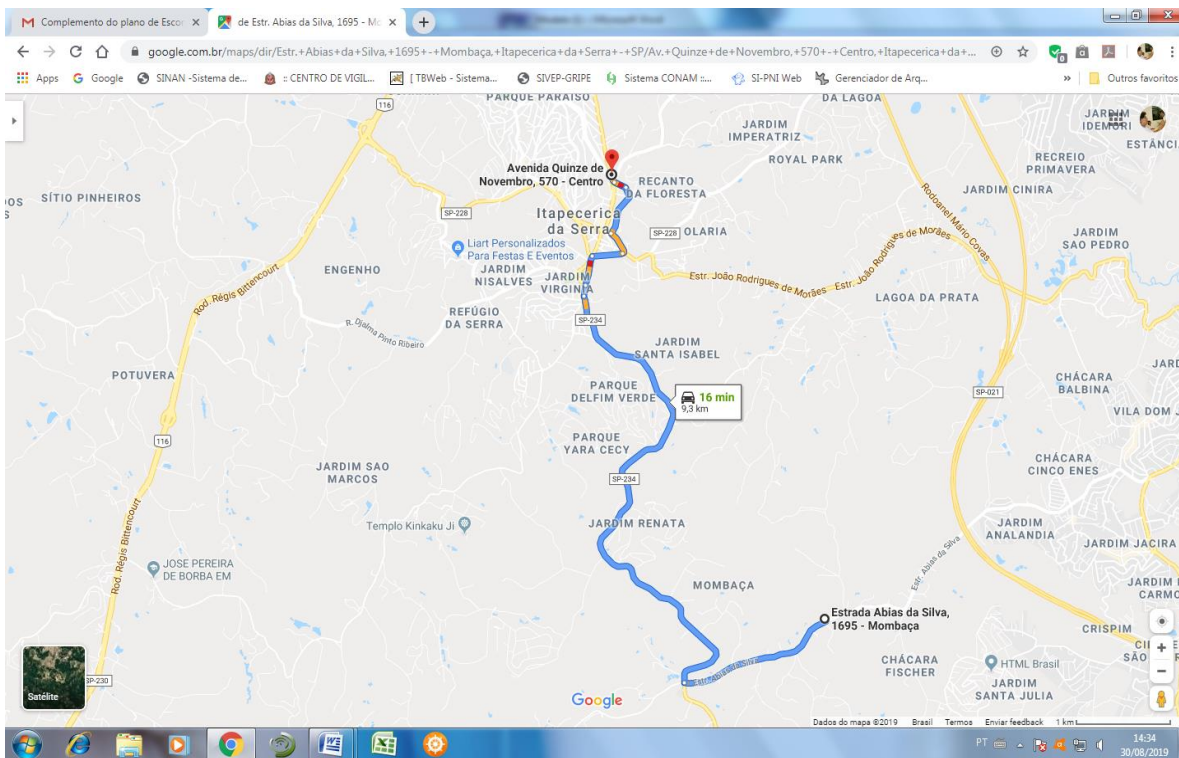 Complemento do plano de Esco
de Estr. Abias da Silva, 1695 - Mo
google.com.br/maps/dir/Estr.+Abias+da+Silva,+1695+-+Mombaça,+Itapecerica+da+Serra+-+SP/Av.+Quinze+de+Novembro,+570+-+Centro,+Itapecerica+da+...
Apps
Google
SINAN -Sistema de...
:: CENTRO DE VIGIL...
[ TBWeb - Sistema...
SIVEP-GRIPE
Sistema CONAM ::...
SI-PNI Web
Gerenciador de Arq...
»
Outros favoritos
PARQUE PARAISO
DA LAGOA
116
JARDIM
IMPERATRIZ
JARDIM
IDEMORI
ESTÂNCI
ROYAL PARK
RECREIO
PRIMAVERA
Avenida Quinze de
Novembro, 570 - Centro
RECANTO
DA FLORESTA
JARDIM CINIRA
SÍTIO PINHEIROS
SP-228
Itapecerica
da Serra
SP-228
OLARIA
Rodoanel Mário Covas
JARDIM
SAO PEDRO
Liart Personalizados
Para Festas E Eventos
ENGENHO
JARDIM
NISALVES
JARDIM
VIRGINIA
Estr. João Rodrigues de Morães
Estr. João Rodrigues de Morães
LAGOA DA PRATA
Rod. Régis Bittencourt
REFÚGIO
DA SERRA
SP-234
R. Djalma Pinto Ribeiro
JARDIM
SANTA ISABEL
POTUVERA
PARQUE
DELFIM VERDE
16 min
9,3 km
SP-021
CHÁCARA
BALBINA
JARD
VILA DOM
116
PARQUE
YARA CECY
JARDIM SAO
MARCOS
SP-234
CHÁCARA
CINCO ENES
Templo Kinkaku Ji
JARDIM RENATA
JARDIM
ANALANDIA
JARDIM JACIRA
Rod. Régis Bittencourt
JOSE PEREIRA
DE BORBA EM
MOMBAÇA
Estr. Abias da Silva
JARDIM
CARMO
Estrada Abias da Silva,
1695 - Mombaça
CRISPIM
CHÁCARA
FISCHER
HTML Brasil
SÃO
JARDIM
SANTA JULIA
Satélite
SP-230
Google
Dados do mapa ©2019
Brasil
Termos
Enviar feedback
1 km
PT
14:34
30/08/2019